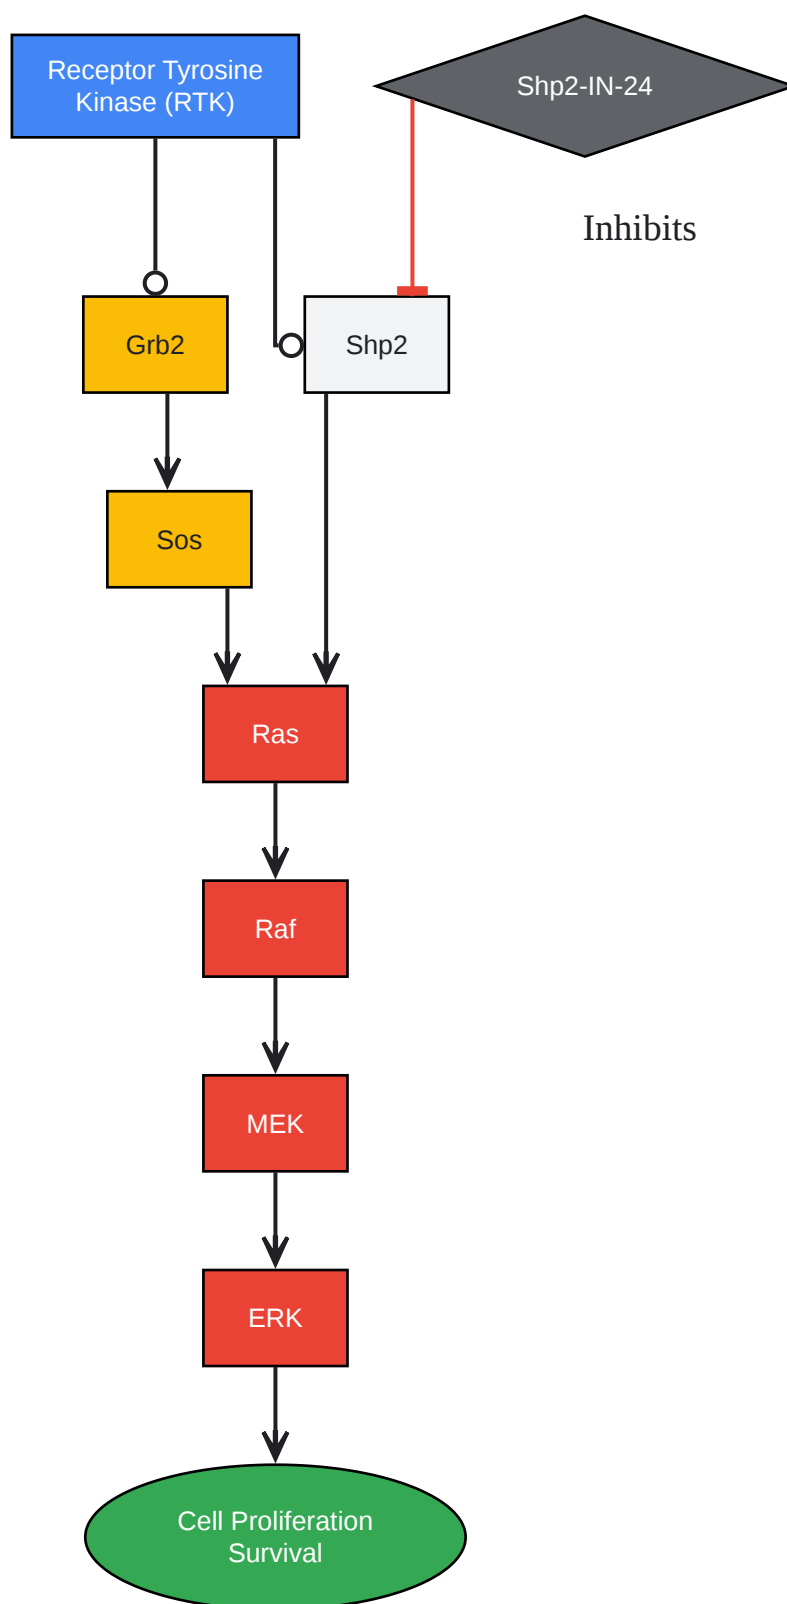 Receptor Tyrosine
Kinase (RTK)
Shp2-IN-24
Inhibits
Grb2
Shp2
Sos
Ras
Raf
MEK
ERK
Cell Proliferation
Survival